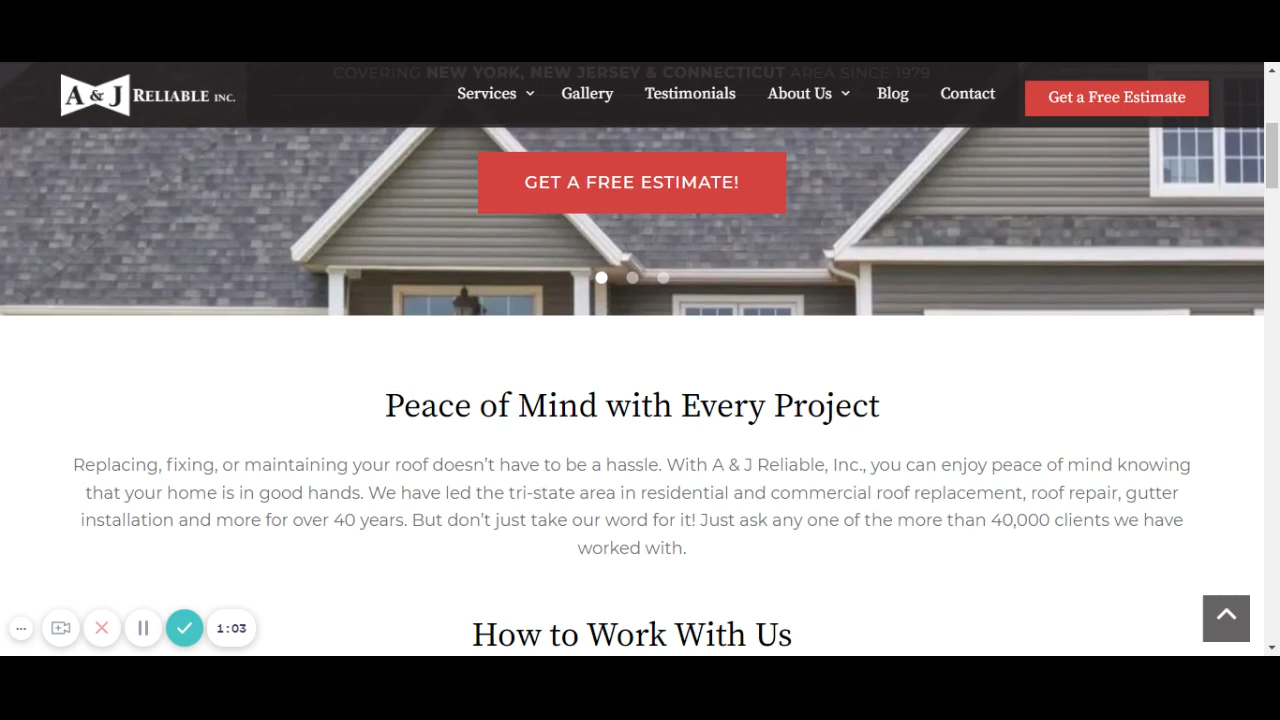 COVERING NEW YORK, NEW JERSEY & CONNECTICUT AREA SINCE 1979
A & J RELIABLE INC.
Services Gallery Testimonials About Us Blog Contact Get a Free Estimate
GET A FREE ESTIMATE!
Peace of Mind with Every Project
Replacing, fixing, or maintaining your roof doesn’t have to be a hassle. With A & J Reliable, Inc., you can enjoy peace of mind knowing
that your home is in good hands. We have led the tri-state area in residential and commercial roof replacement, roof repair, gutter
installation and more for over 40 years. But don’t just take our word for it! Just ask any one of the more than 40,000 clients we have
worked with.
How to Work With Us
1:03